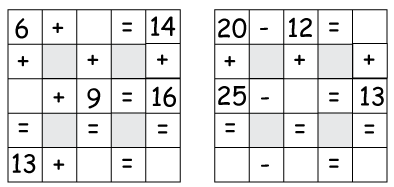 6 + = 14
+ + +
+ 9 = 16
= = =
13 + =
20 - 12 =
+ + +
25 - = 13
= = =
- =